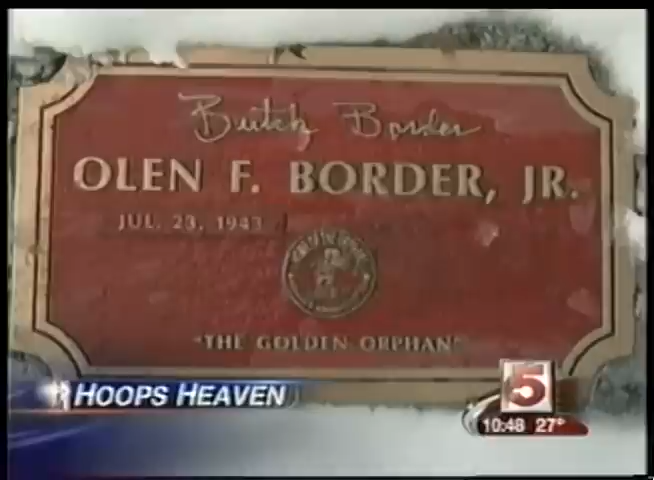 Butch Border
OLEN F. BORDER, JR.
JUL. 23, 1943
"THE GOLDEN ORPHAN"
HOOPS HEAVEN
5
10:48 27°